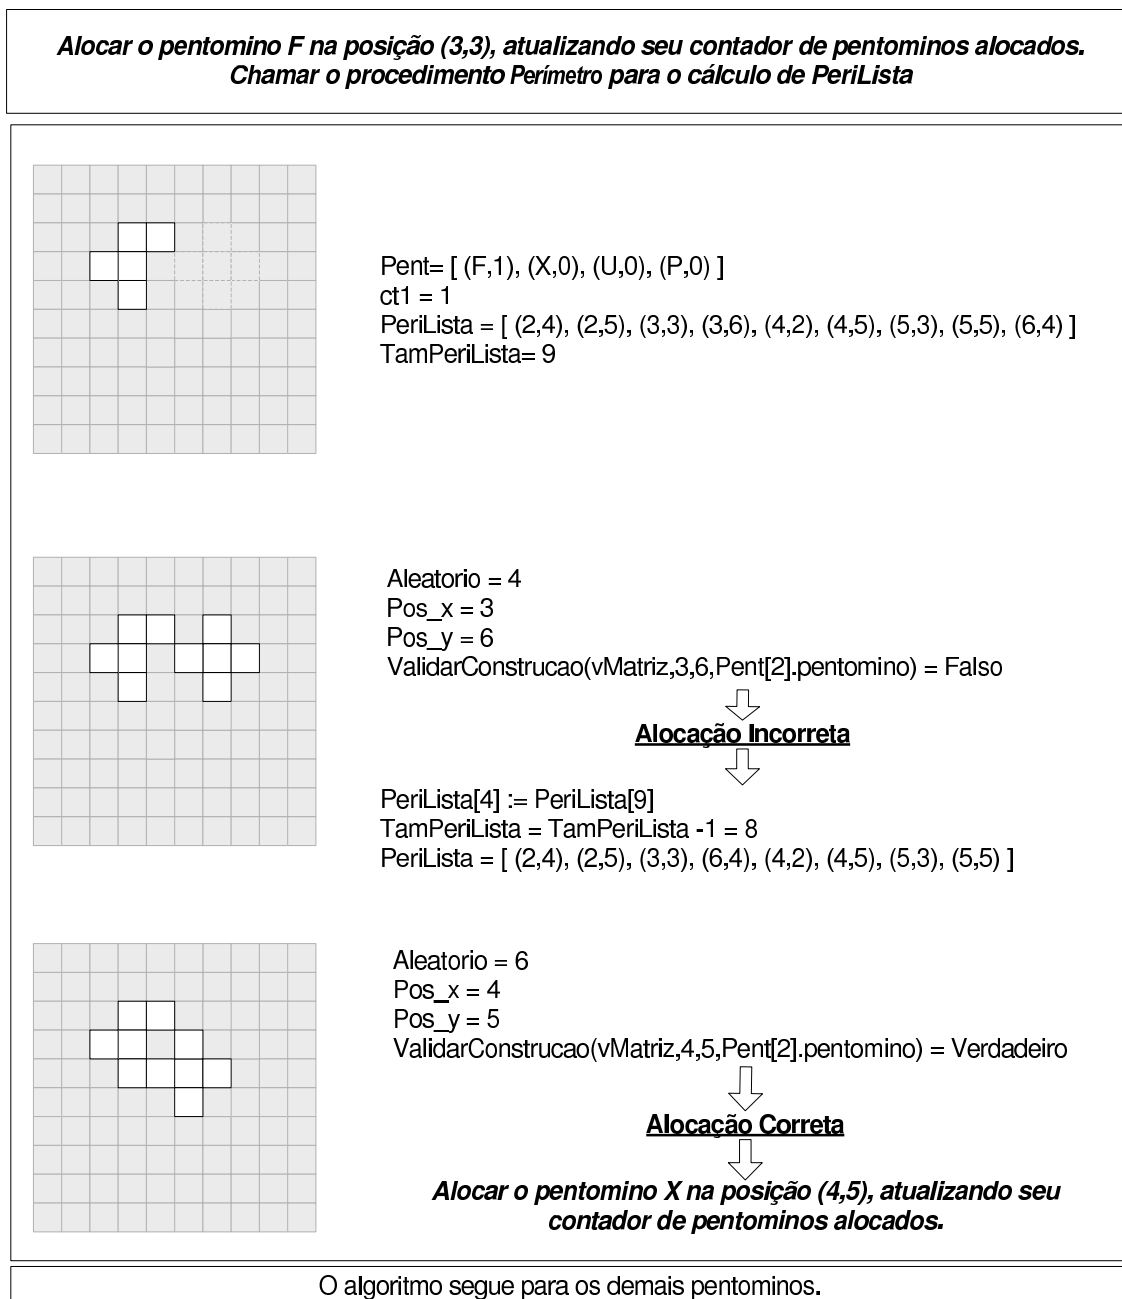 Alocar o pentomino F na posição (3,3), atualizando seu contador de pentominos alocados.
Chamar o procedimento Perímetro para o cálculo de PeriLista
Pent= [ (F,1), (X,0), (U,0), (P,0) ]
ct1 = 1
PeriLista = [ (2,4), (2,5), (3,3), (3,6), (4,2), (4,5), (5,3), (5,5), (6,4) ]
TamPeriLista= 9
Aleatorio = 4
Pos_x = 3
Pos_y = 6
ValidarConstrucao(vMatriz,3,6,Pent[2].pentomino) = Falso
Alocação Incorreta
PeriLista[4] := PeriLista[9]
TamPeriLista = TamPeriLista -1 = 8
PeriLista = [ (2,4), (2,5), (3,3), (6,4), (4,2), (4,5), (5,3), (5,5) ]
Aleatorio = 6
Pos_x = 4
Pos_y = 5
ValidarConstrucao(vMatriz,4,5,Pent[2].pentomino) = Verdadeiro
Alocação Correta
Alocar o pentomino X na posição (4,5), atualizando seu
contador de pentominos alocados.
O algoritmo segue para os demais pentominos.